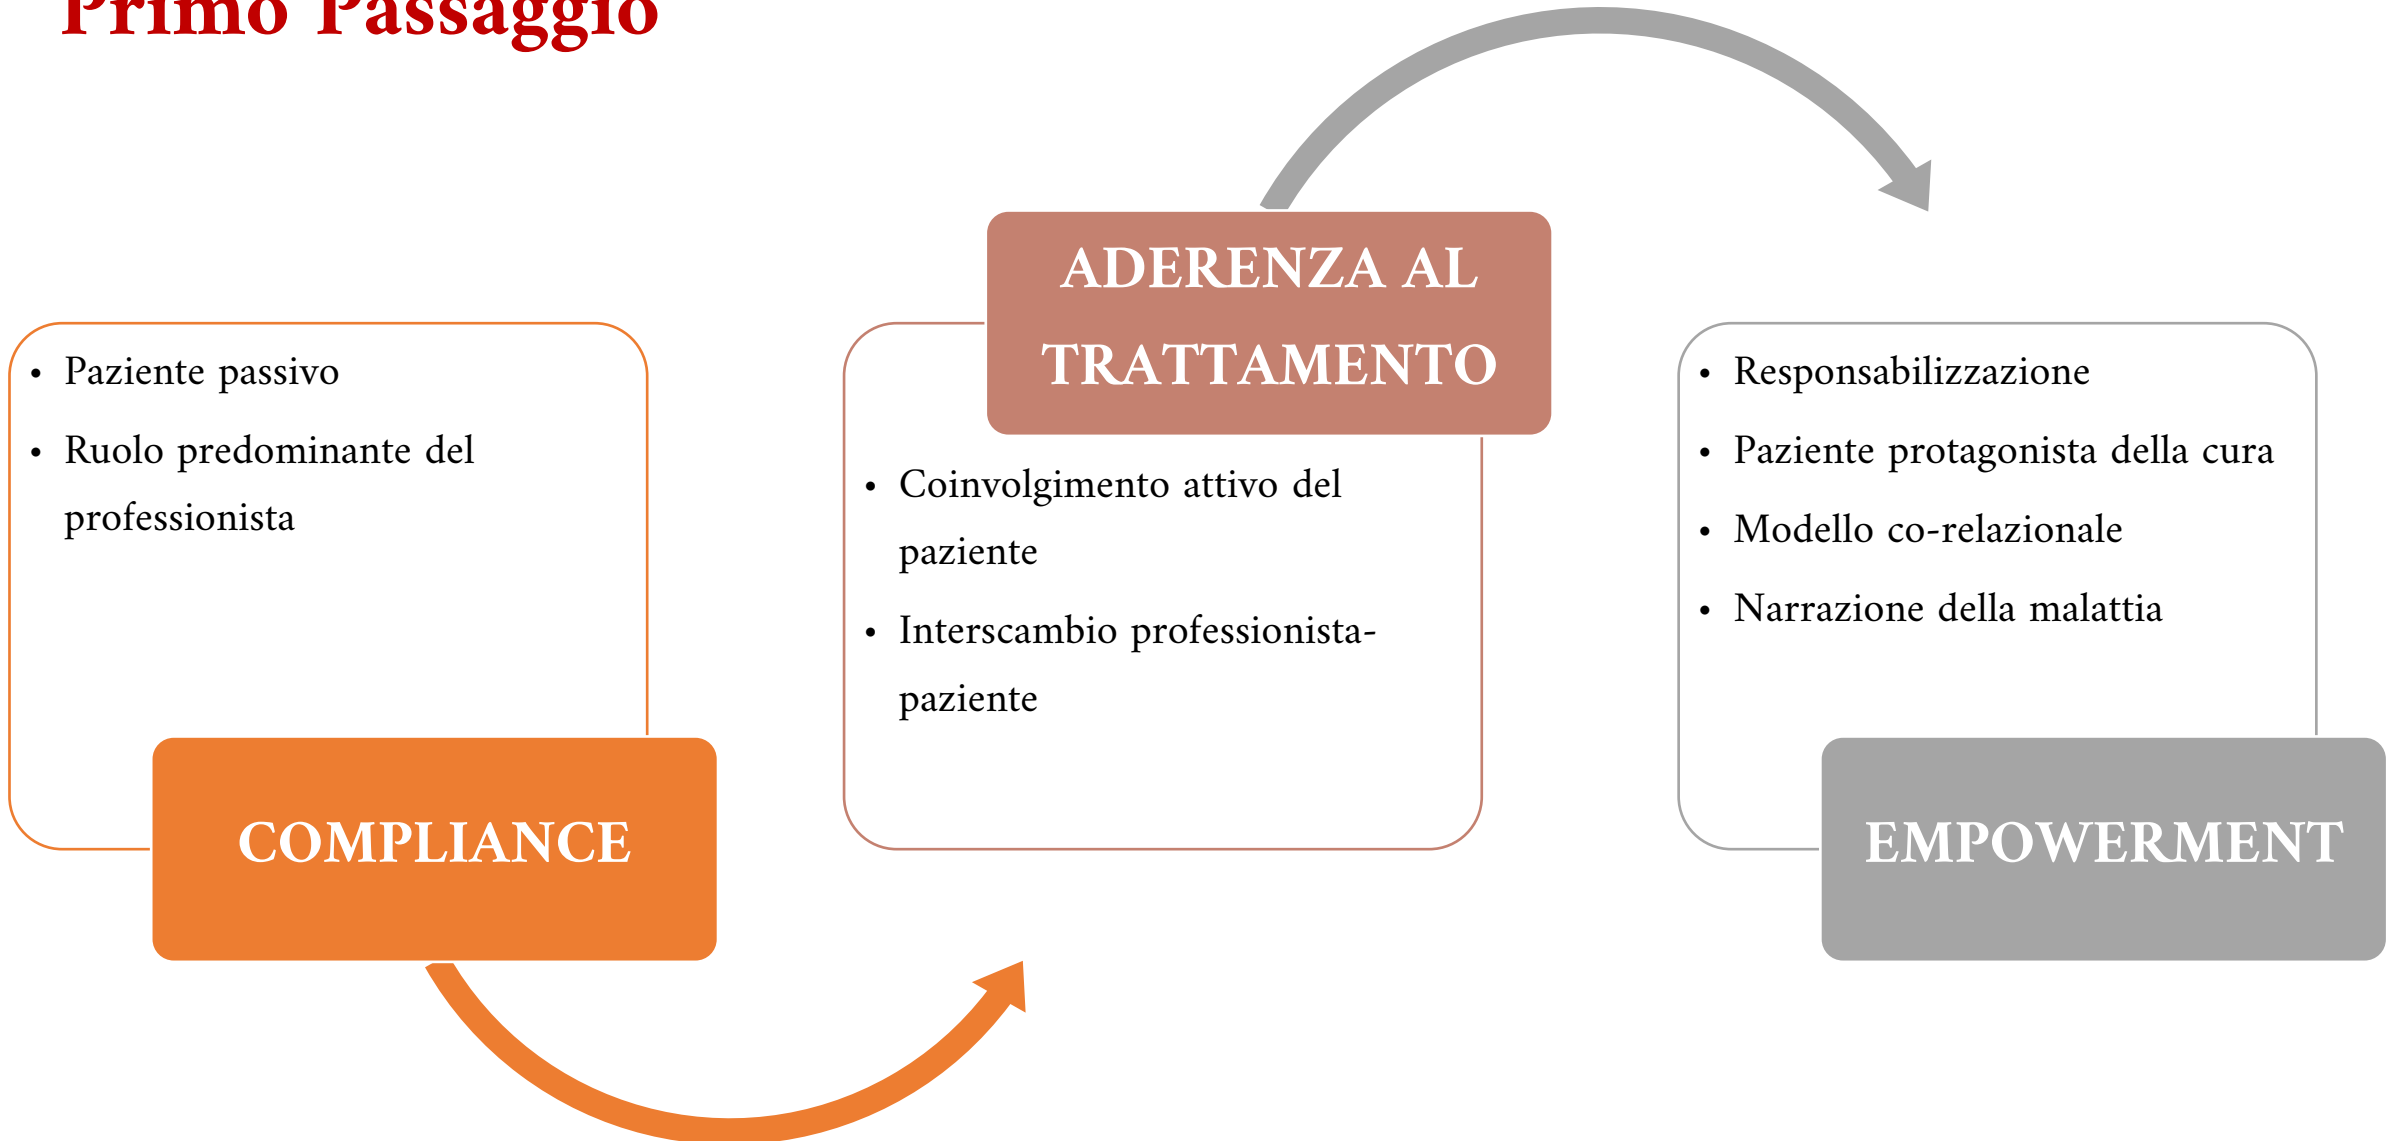 Primo Passaggio
• Paziente passivo
• Ruolo predominante del
professionista
COMPLIANCE
ADERENZA AL
TRATTAMENTO
• Coinvolgimento attivo del
paziente
• Interscambio professionista-
paziente
• Responsabilizzazione
• Paziente protagonista della cura
• Modello co-relazionale
• Narrazione della malattia
EMPOWERMENT